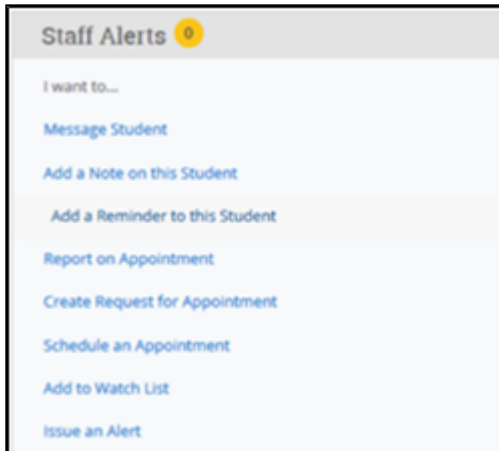 Staff Alerts 0
I want to...
Message Student
Add a Note on this Student
Add a Reminder to this Student
Report on Appointment
Create Request for Appointment
Schedule an Appointment
Add to Watch List
Issue an Alert